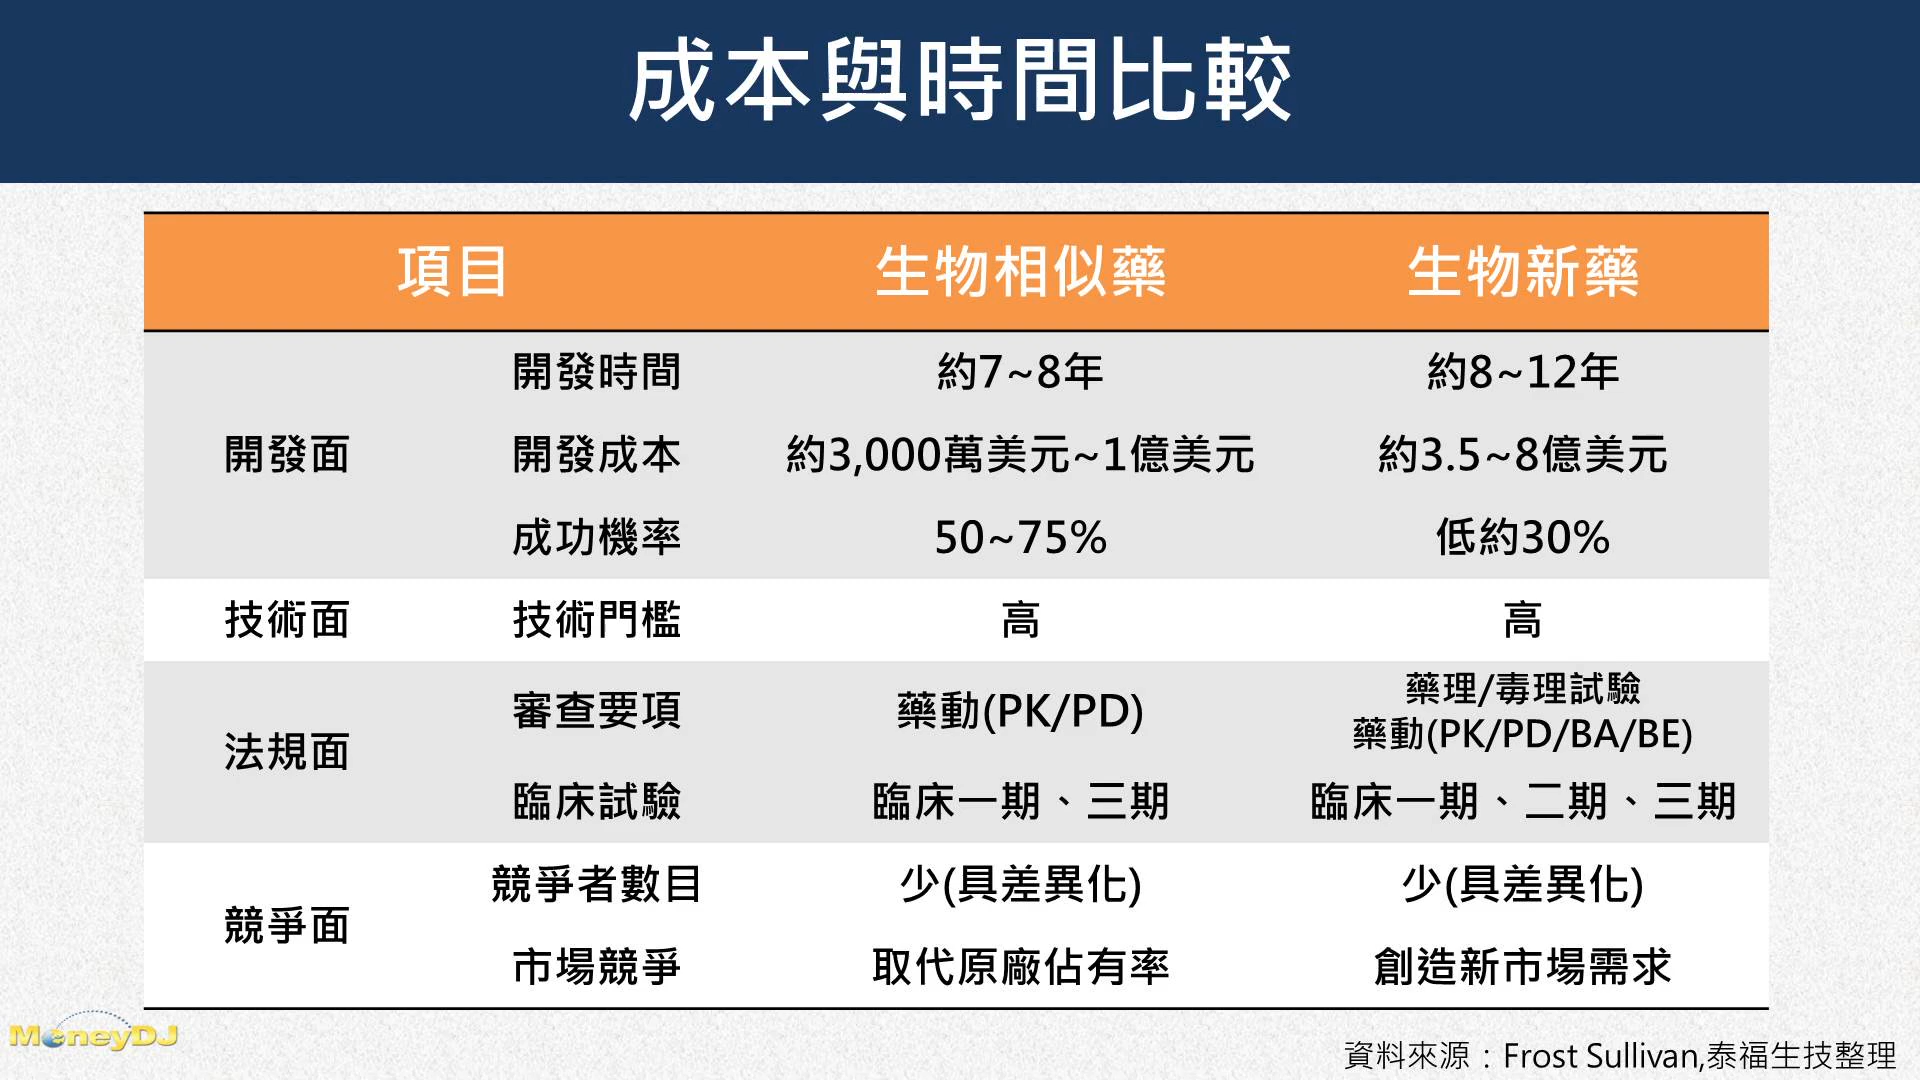 成本與時間比較
項目 生物相似藥 生物新藥
開發面 開發時間 約7~8年 約8~12年
開發成本 約3,000萬美元~1億美元 約3.5~8億美元
成功機率 50~75% 低約30%
技術面 技術門檻 高 高
法規面 審查要項 藥動(PK/PD) 藥理/毒理試驗
藥動(PK/PD/BA/BE)
臨床試驗 臨床一期、三期 臨床一期、二期、三期
競爭面 競爭者數目 少(具差異化) 少(具差異化)
市場競爭 取代原廠佔有率 創造新市場需求
MoneyDJ
資料來源：Frost Sullivan,泰福生技整理